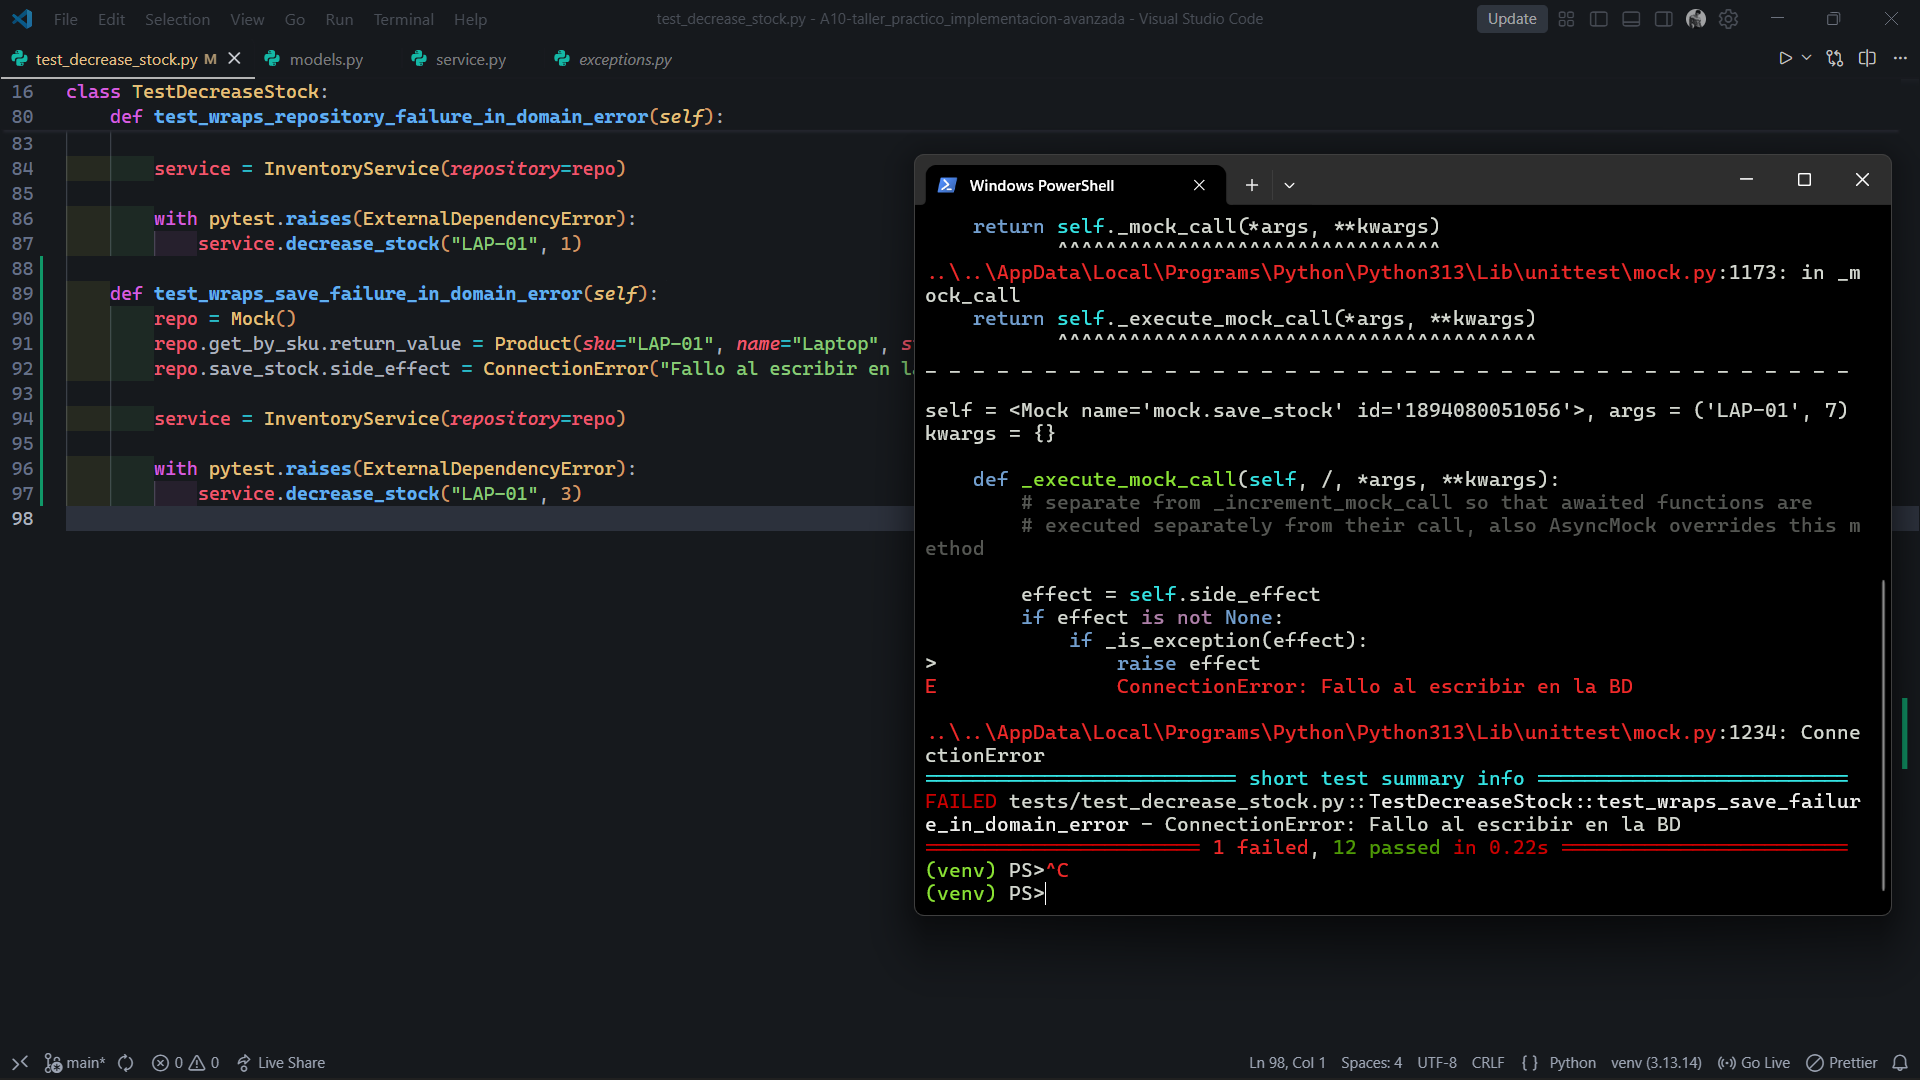 File Edit Selection View Go Run Terminal Help
test_decrease_stock.py - A10-taller_practico_implementacion-avanzada - Visual Studio Code
Update
test_decrease_stock.py M
models.py
service.py
exceptions.py
16 class TestDecreaseStock:
80 def test_wraps_repository_failure_in_domain_error(self):
83
84 service = InventoryService(repository=repo)
85
86 with pytest.raises(ExternalDependencyError):
87 service.decrease_stock("LAP-01", 1)
88
89 def test_wraps_save_failure_in_domain_error(self):
90 repo = Mock()
91 repo.get_by_sku.return_value = Product(sku="LAP-01", name="Laptop", s
92 repo.save_stock.side_effect = ConnectionError("Fallo al escribir en l
93
94 service = InventoryService(repository=repo)
95
96 with pytest.raises(ExternalDependencyError):
97 service.decrease_stock("LAP-01", 3)
98
Windows PowerShell
return self._mock_call(*args, **kwargs)
^^^^^^^^^^^^^^^^^^^^^^^^^^^^^^^^
..\..\AppData\Local\Programs\Python\Python313\Lib\unittest\mock.py:1173: in _m
ock_call
return self._execute_mock_call(*args, **kwargs)
^^^^^^^^^^^^^^^^^^^^^^^^^^^^^^^^^^^^^^^^
_ _ _ _ _ _ _ _ _ _ _ _ _ _ _ _ _ _ _ _ _ _ _ _ _ _ _ _ _ _ _ _ _ _ _ _ _ _ _
self = <Mock name='mock.save_stock' id='1894080051056'>, args = ('LAP-01', 7)
kwargs = {}
def _execute_mock_call(self, /, *args, **kwargs):
# separate from _increment_mock_call so that awaited functions are
# executed separately from their call, also AsyncMock overrides this m
ethod
effect = self.side_effect
if effect is not None:
if _is_exception(effect):
> raise effect
E ConnectionError: Fallo al escribir en la BD
..\..\AppData\Local\Programs\Python\Python313\Lib\unittest\mock.py:1234: Conne
ctionError
========================== short test summary info ==========================
FAILED tests/test_decrease_stock.py::TestDecreaseStock::test_wraps_save_failur
e_in_domain_error - ConnectionError: Fallo al escribir en la BD
======================= 1 failed, 12 passed in 0.22s ========================
(venv) PS>^C
(venv) PS>
main* 0 0 Live Share
Ln 98, Col 1 Spaces: 4 UTF-8 CRLF { } Python venv (3.13.14) Go Live Prettier